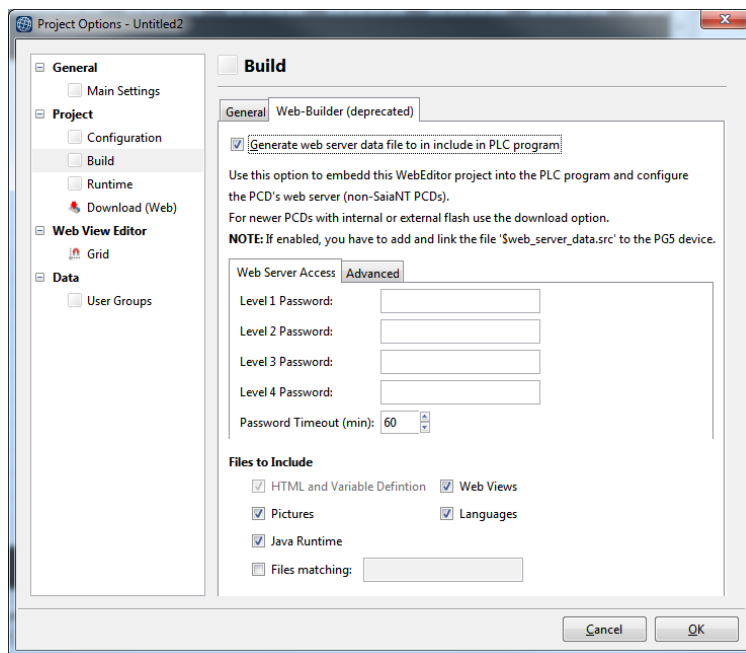 Project Options - Untitled2
General
Main Settings
Project
Configuration
Build
Runtime
Download (Web)
Web View Editor
Grid
Data
User Groups
Build
General
Web-Builder (deprecated)
Generate web server data file to in include in PLC program
Use this option to embedd this WebEditor project into the PLC program and configure
the PCD's web server (non-SaiaNT PCDs).
For newer PCDs with internal or external flash use the download option.
NOTE: If enabled, you have to add and link the file '$web_server_data.src' to the PG5 device.
Web Server Access
Advanced
Level 1 Password:
Level 2 Password:
Level 3 Password:
Level 4 Password:
Password Timeout (min): 60
Files to Include
HTML and Variable Defintion
Web Views
Pictures
Languages
Java Runtime
Files matching:
Cancel
OK